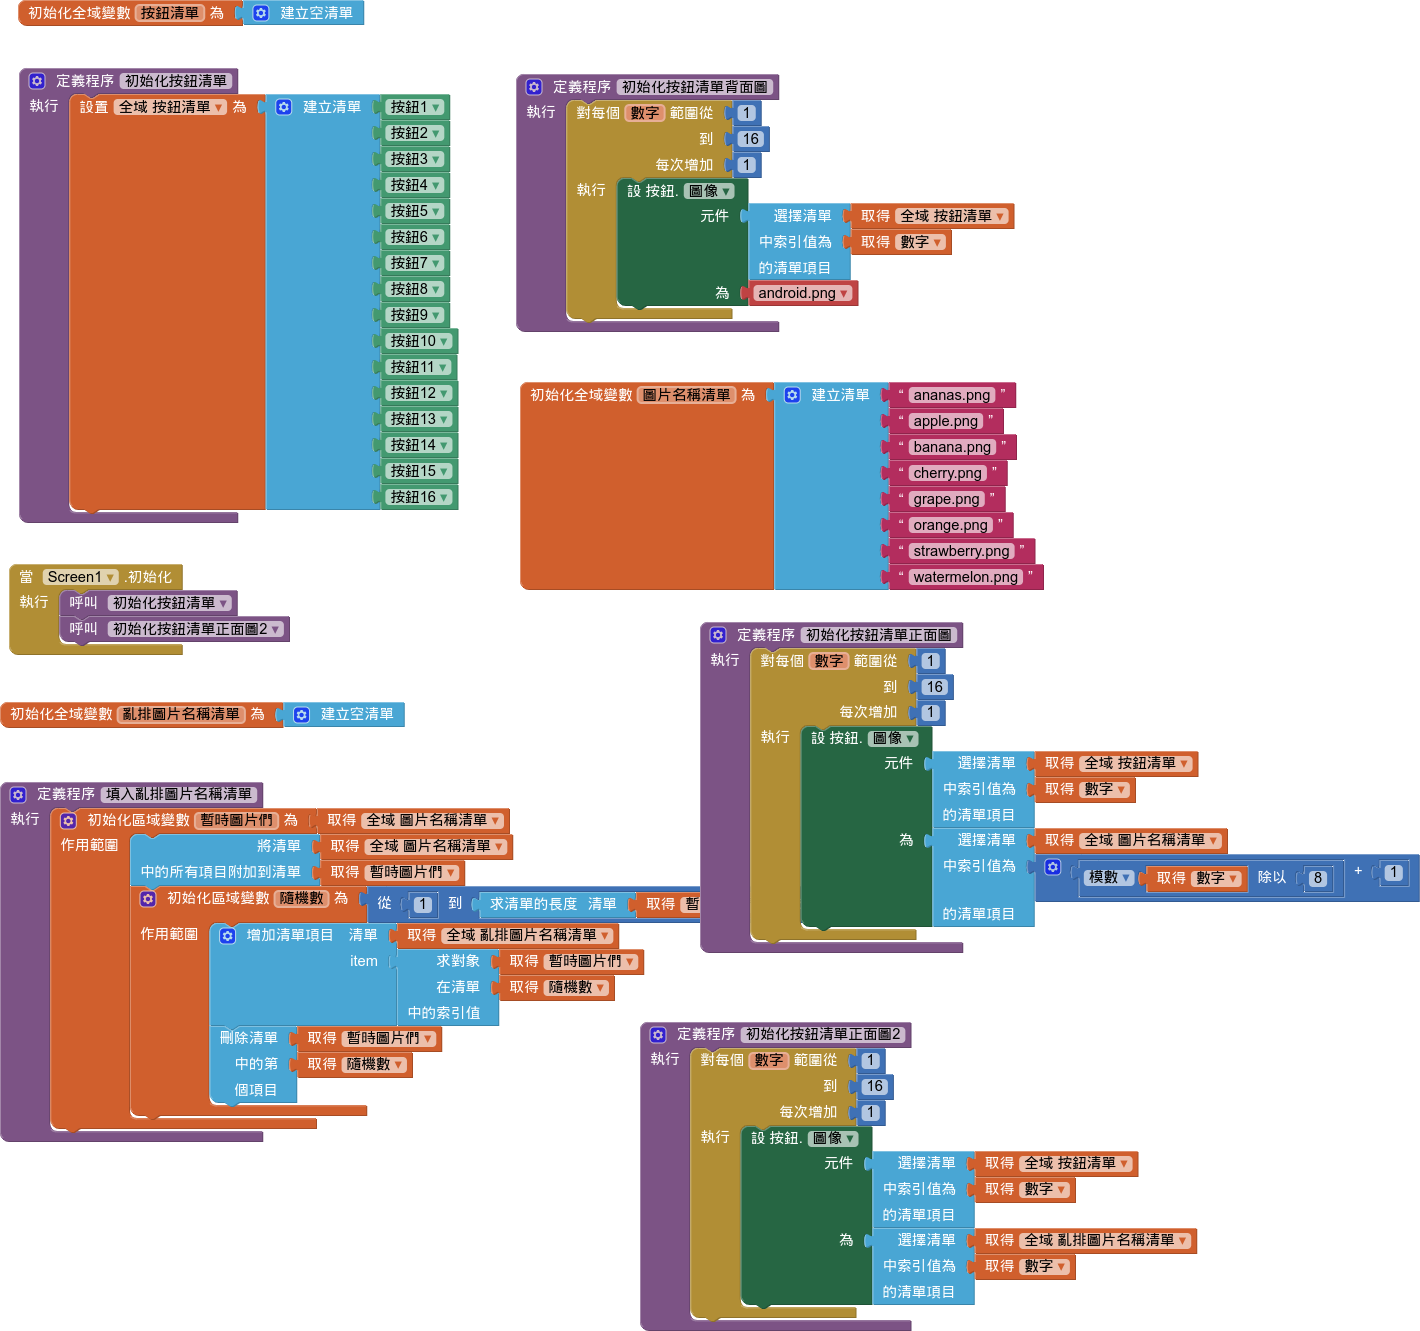 初始化全域變數 按鈕清單 為 建立空清單
定義程序 初始化按鈕清單
執行 設置 全域 按鈕清單 為 建立清單 按鈕1
按鈕2
按鈕3
按鈕4
按鈕5
按鈕6
按鈕7
按鈕8
按鈕9
按鈕10
按鈕11
按鈕12
按鈕13
按鈕14
按鈕15
按鈕16
定義程序 初始化按鈕清單背面圖
執行 對每個 數字 範圍從 1
到 16
每次增加 1
執行 設 按鈕. 圖像
元件 選擇清單 取得 全域 按鈕清單
中索引值為 取得 數字
的清單項目
為 android.png
初始化全域變數 圖片名稱清單 為 建立清單 “ ananas.png ”
“ apple.png ”
“ banana.png ”
“ cherry.png ”
“ grape.png ”
“ orange.png ”
“ strawberry.png ”
“ watermelon.png ”
當 Screen1 .初始化
執行 呼叫 初始化按鈕清單
呼叫 初始化按鈕清單正面圖2
初始化全域變數 亂排圖片名稱清單 為 建立空清單
定義程序 初始化按鈕清單正面圖
執行 對每個 數字 範圍從 1
到 16
每次增加 1
執行 設 按鈕. 圖像
元件 選擇清單 取得 全域 按鈕清單
中索引值為 取得 數字
的清單項目
為 選擇清單 取得 全域 圖片名稱清單
中索引值為 模數 取得 數字 除以 8 + 1
的清單項目
定義程序 填入亂排圖片名稱清單
執行 初始化區域變數 暫時圖片們 為 取得 全域 圖片名稱清單
作用範圍 將清單 取得 全域 圖片名稱清單
中的所有項目附加到清單 取得 暫時圖片們
初始化區域變數 隨機數 為 從 1 到 求清單的長度 清單 取得 暫
作用範圍 增加清單項目 清單 取得 全域 亂排圖片名稱清單
item 求對象 取得 暫時圖片們
在清單 取得 隨機數
中的索引值
刪除清單 取得 暫時圖片們
中的第 取得 隨機數
個項目
定義程序 初始化按鈕清單正面圖2
執行 對每個 數字 範圍從 1
到 16
每次增加 1
執行 設 按鈕. 圖像
元件 選擇清單 取得 全域 按鈕清單
中索引值為 取得 數字
的清單項目
為 選擇清單 取得 全域 亂排圖片名稱清單
中索引值為 取得 數字
的清單項目